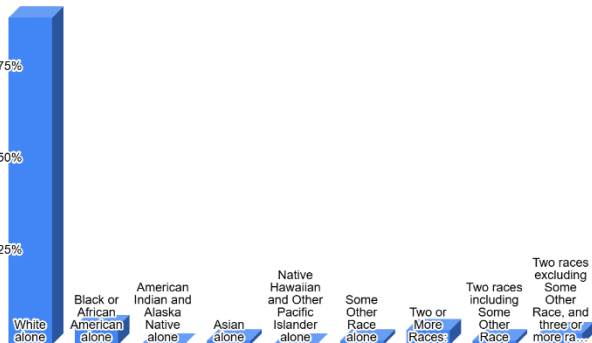 75%
50%
25%
White
alone
Black or
African
American
alone
American
Indian and
Alaska
Native
alone
Asian
alone
Native
Hawaiian
and Other
Pacific
Islander
alone
Some
Other
Race
alone
Two or
More
Races:
Two races
including
Some
Other
Race
Two races
excluding
Some
Other
Race, and
three or
more ra…